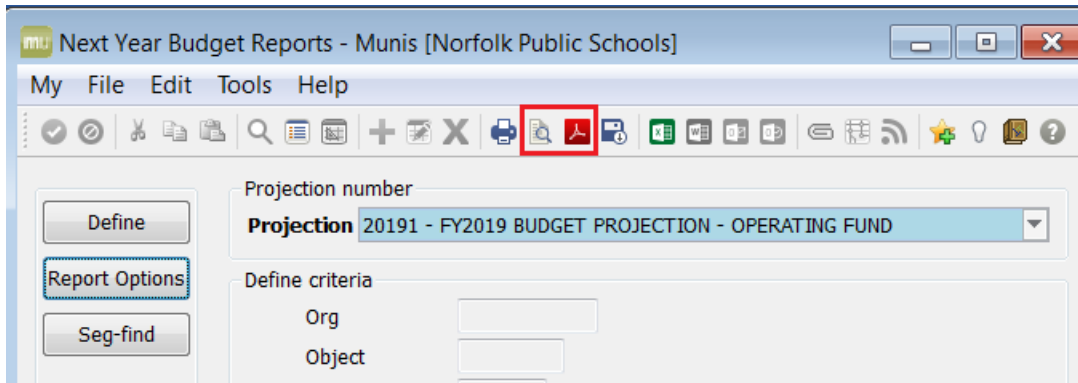 mu Next Year Budget Reports - Munis [Norfolk Public Schools]
My File Edit Tools Help
Projection number
Define
Projection 20191 - FY2019 BUDGET PROJECTION - OPERATING FUND
Report Options
Define criteria
Org
Seg-find
Object